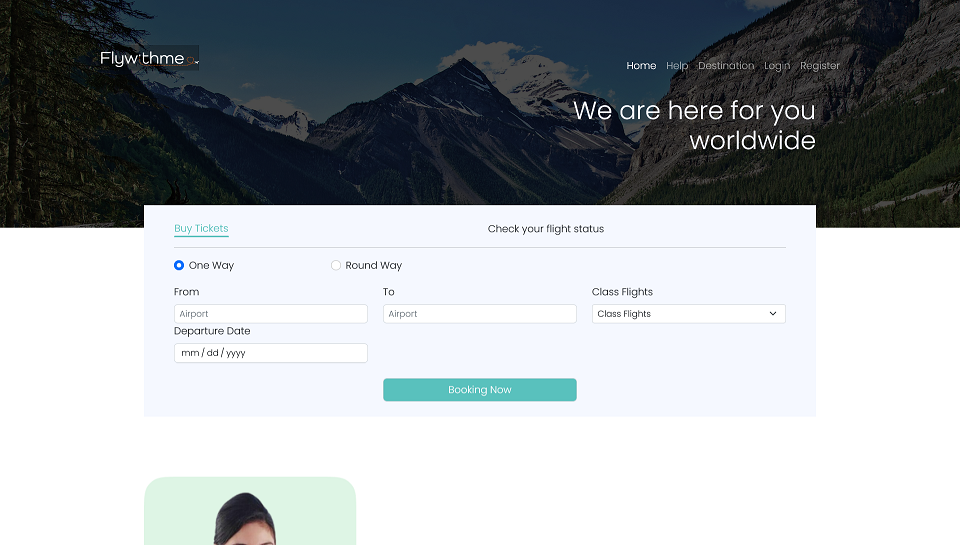 Flywithme
Home Help Destination Login Register
We are here for you
worldwide
Buy Tickets
Check your flight status
One Way
Round Way
From
To
Class Flights
Airport
Airport
Class Flights
Departure Date
mm / dd / yyyy
Booking Now